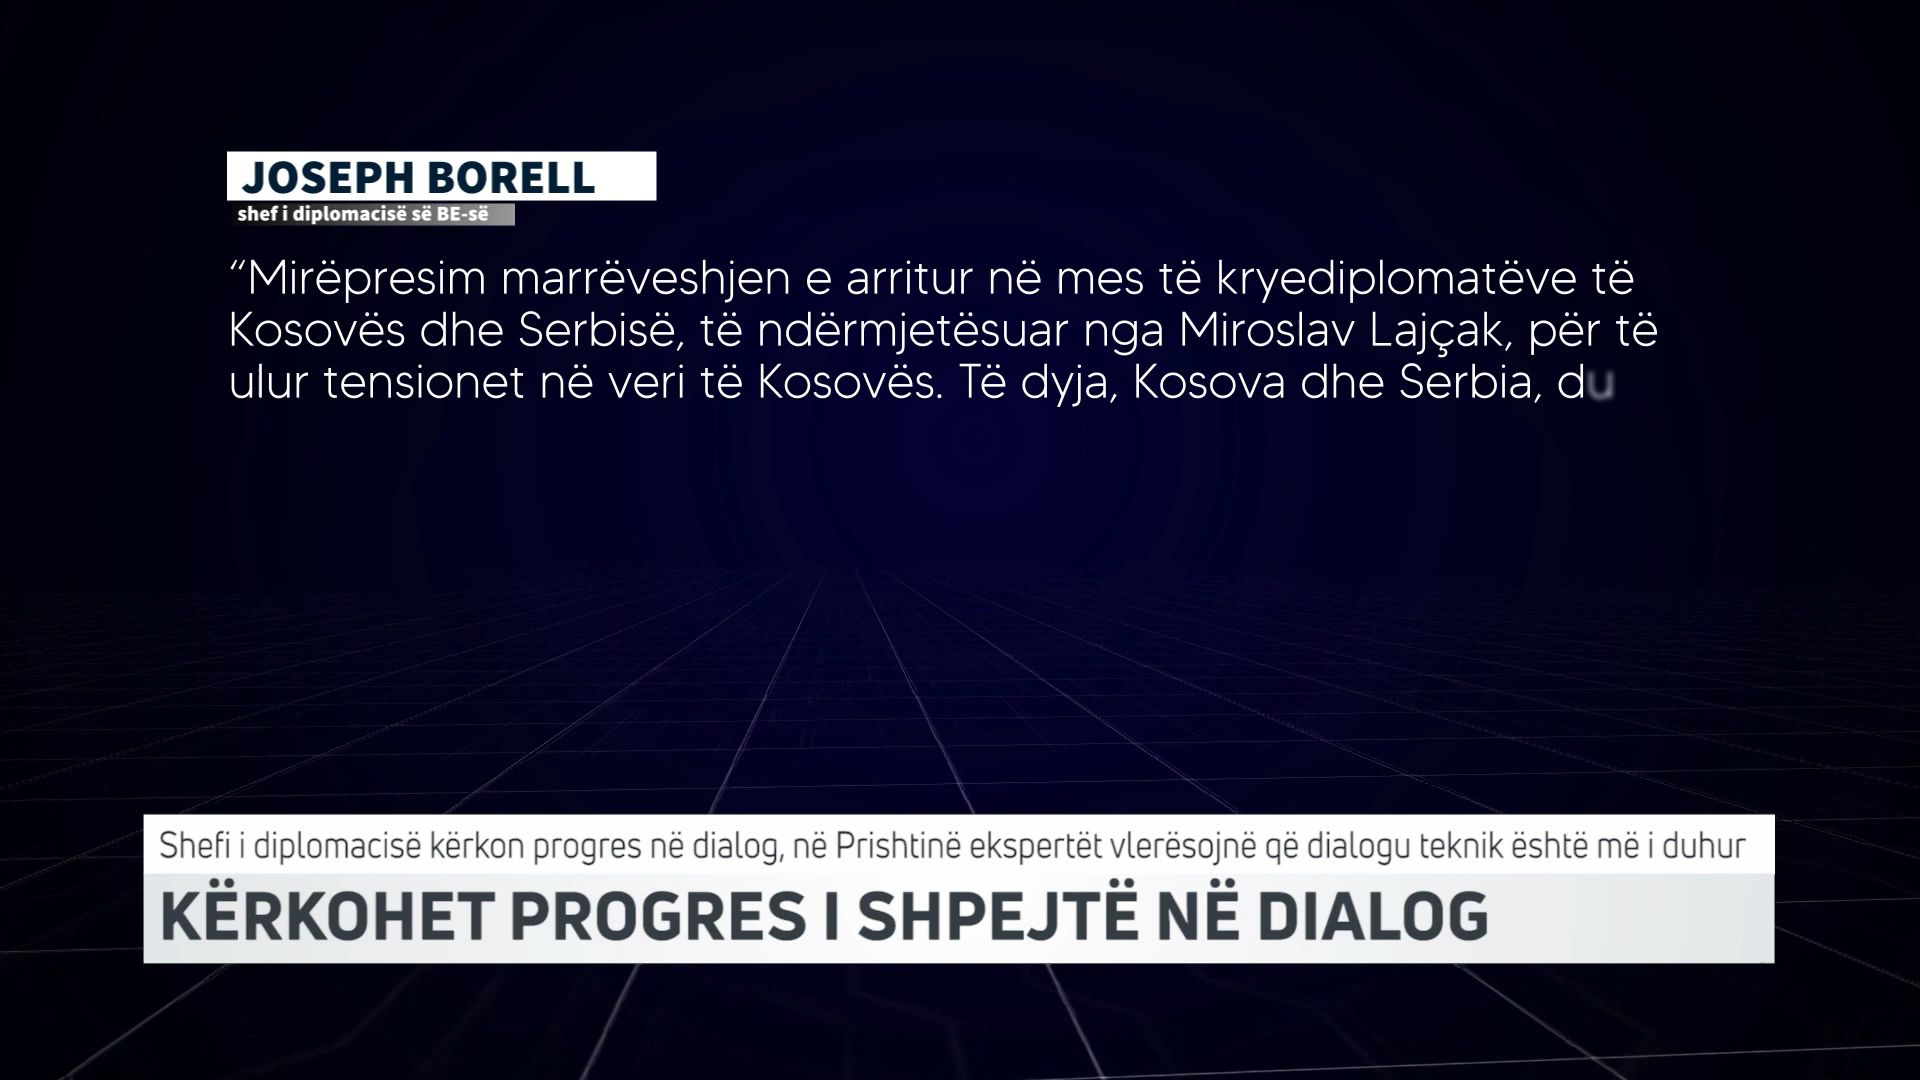 JOSEPH BORELL
shef i diplomacisë së BE-së
“Mirëpresim marrëveshjen e arritur në mes të kryediplomatëve të
Kosovës dhe Serbisë, të ndërmjetësuar nga Miroslav Lajçak, për të
ulur tensionet në veri të Kosovës. Të dyja, Kosova dhe Serbia, du
Shefi i diplomacisë kërkon progres në dialog, në Prishtinë ekspertët vlerësojnë që dialogu teknik është më i duhur
KËRKOHET PROGRES I SHPEJTË NË DIALOG